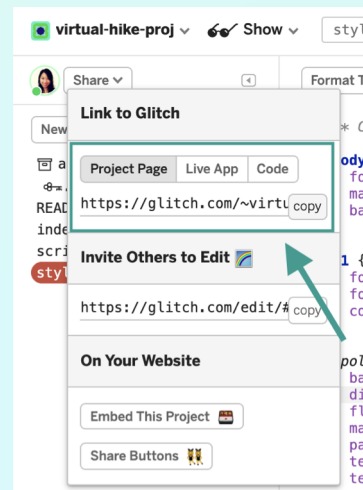 virtual-hike-proj Show styl
Share Format T
Link to Glitch
New
Project Page Live App Code
https://glitch.com/~virtu copy
READ
inde
scri
styl
Invite Others to Edit
https://glitch.com/edit/# copy
On Your Website
Embed This Project
Share Buttons
* C
ody
fo
ma
ba
1 {
fo
fo
co
pol
ba
di
fl
ma
pa
te
te